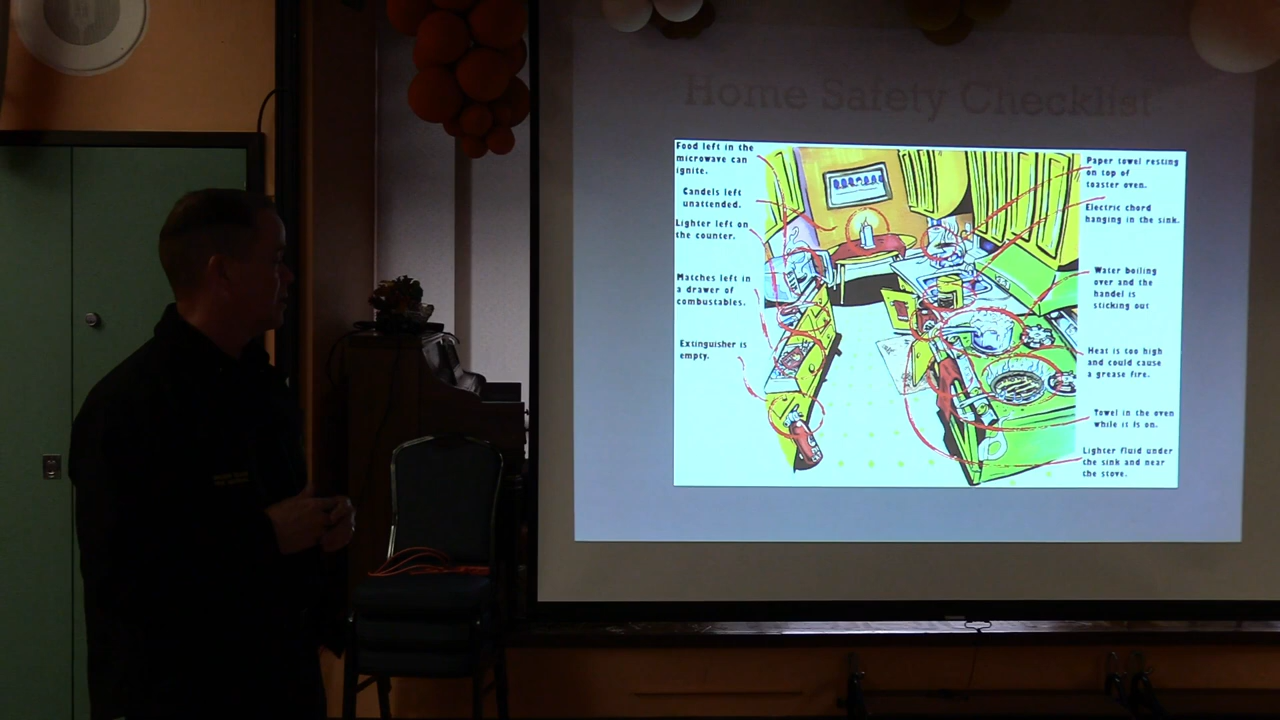 Home Safety Checklist
Food left in the
microwave can
ignite.
Candels left
unattended.
Lighter left on
the counter.
Matches left in
a drawer of
combustables.
Extinguisher is
empty.
Paper towel resting
on top of
toaster oven.
Electric chord
hanging in the sink.
Water boiling
over and the
handel is
sticking out
Heat is too high
and could cause
a grease fire.
Towel in the oven
while it is on.
Lighter fluid under
the sink and near
the stove.